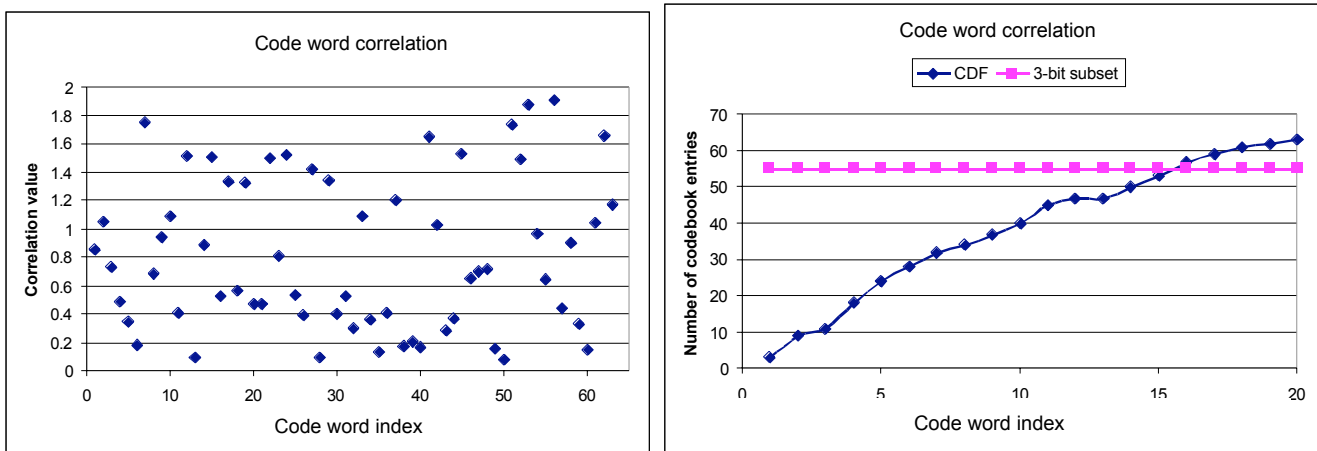 Code word correlation
Correlation value
2
1.8
1.6
1.4
1.2
1
0.8
0.6
0.4
0.2
0
0 10 20 30 40 50 60
Code word index
Code word correlation
CDF 3-bit subset
Number of codebook entries
70
60
50
40
30
20
10
0
0 5 10 15 20
Code word index